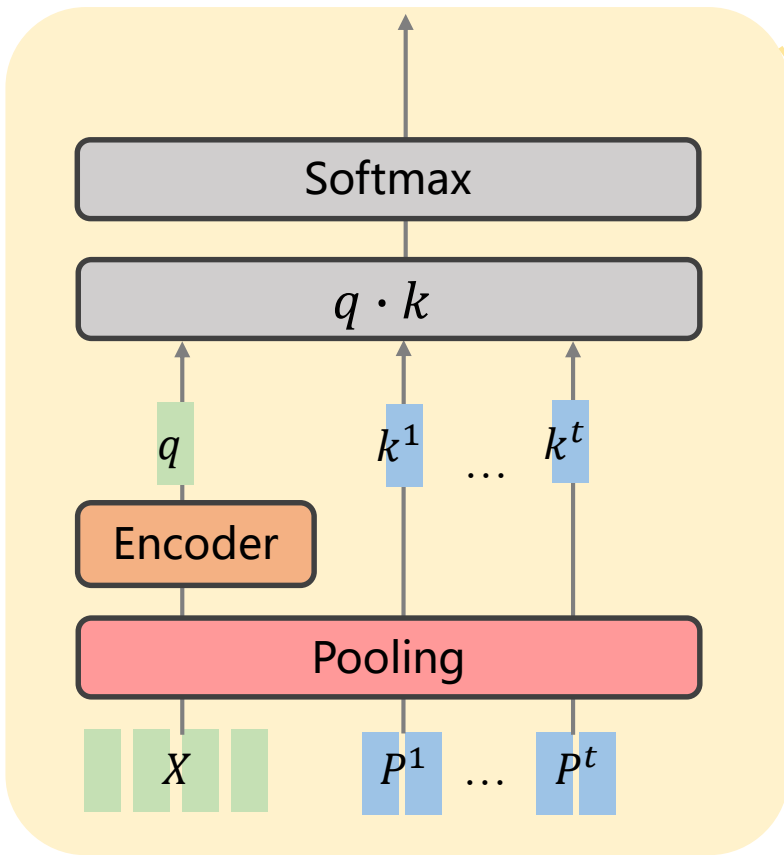 Softmax
q · k
q k¹ … kᵗ
Encoder
Pooling
X P¹ … Pᵗ